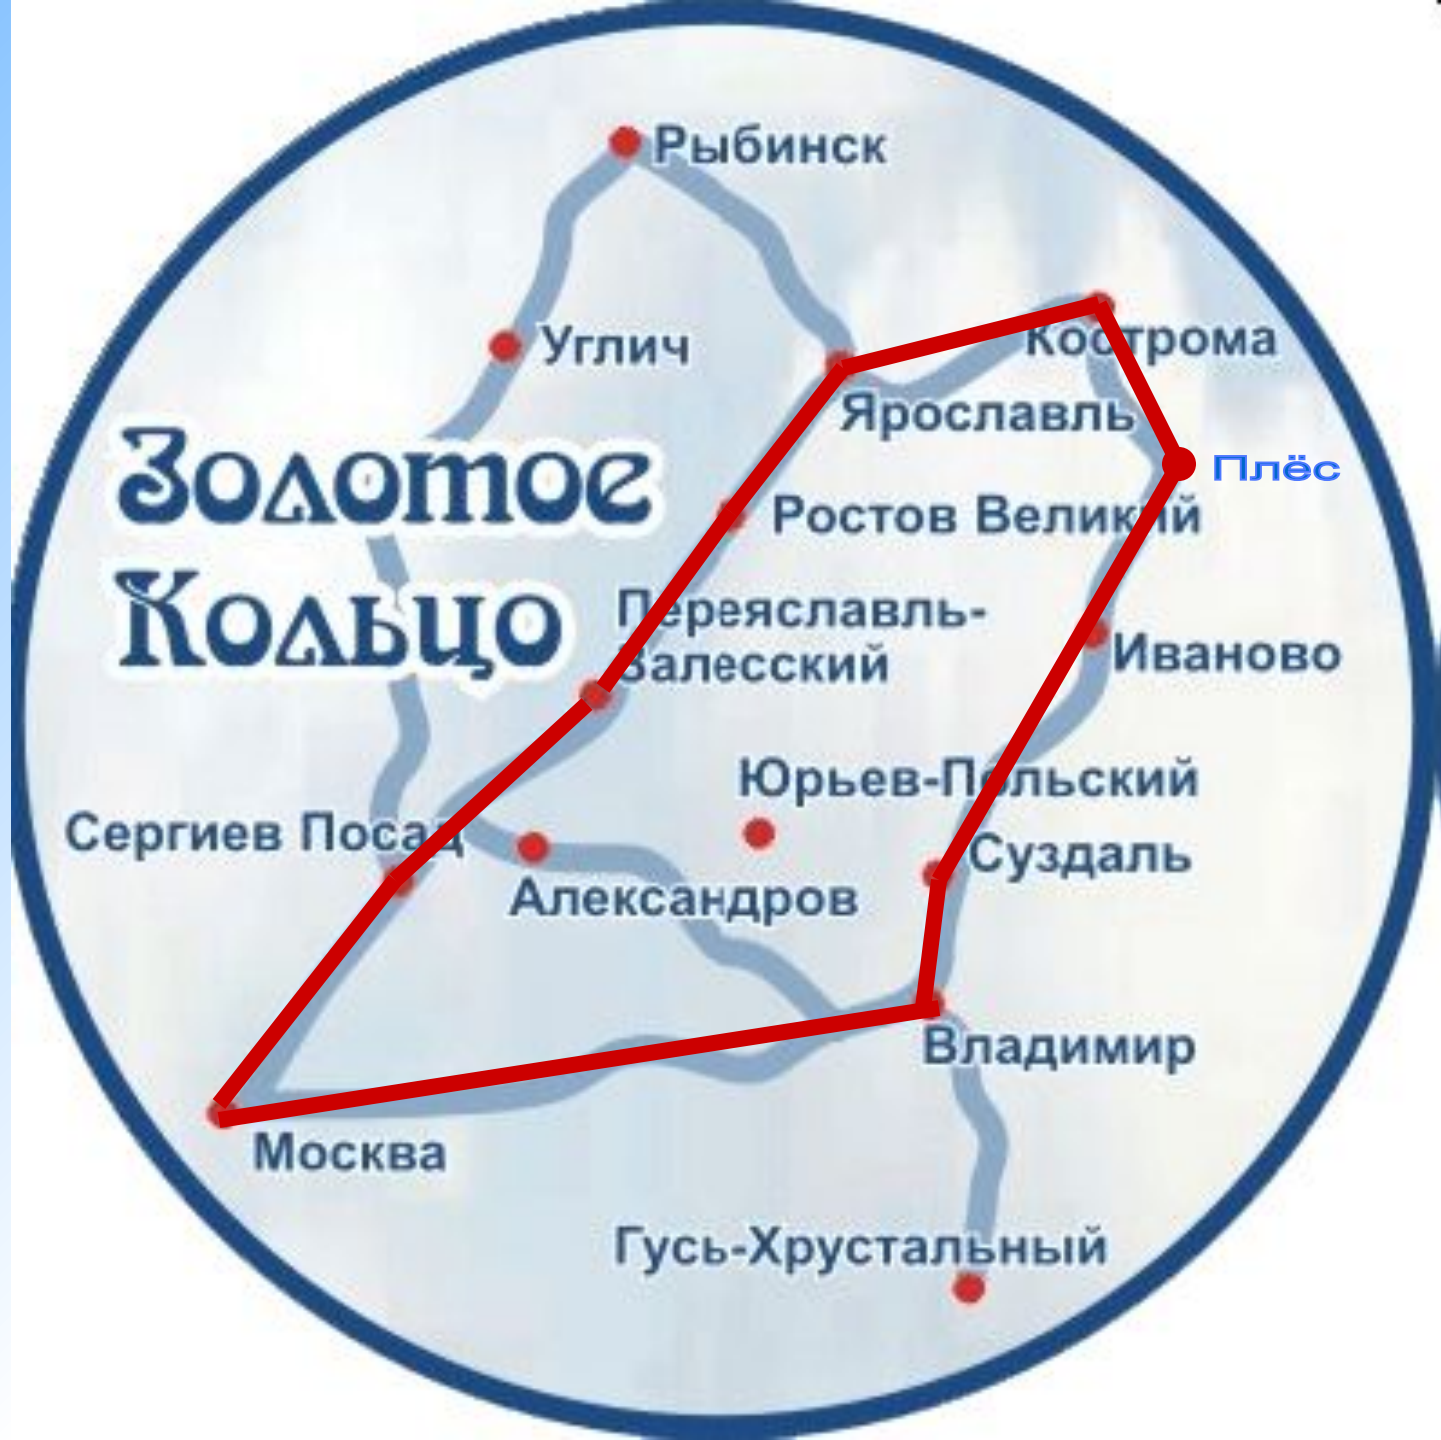 Рыбинск
Углич
Кострома
Ярославль
Плёс
Золотое
Кольцо
Ростов Великий
Переяславль-
Залесский
Иваново
Юрьев-Польский
Сергиев Посад
Суздаль
Александров
Владимир
Москва
Гусь-Хрустальный